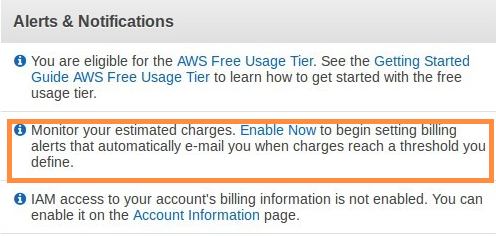 Alerts & Notifications
You are eligible for the AWS Free Usage Tier. See the Getting Started
Guide AWS Free Usage Tier to learn how to get started with the free
usage tier.
Monitor your estimated charges. Enable Now to begin setting billing
alerts that automatically e-mail you when charges reach a threshold you
define.
IAM access to your account's billing information is not enabled. You can
enable it on the Account Information page.